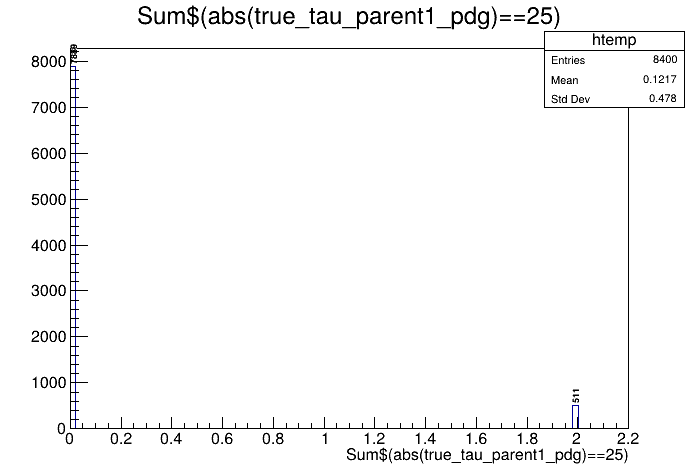 Sum$(abs(true_tau_parent1_pdg)==25)
htemp
Entries 8400
Mean 0.1217
Std Dev 0.478
8000
7000
6000
5000
4000
3000
2000
1000
0
511
0 0.2 0.4 0.6 0.8 1 1.2 1.4 1.6 1.8 2 2.2
Sum$(abs(true_tau_parent1_pdg)==25)